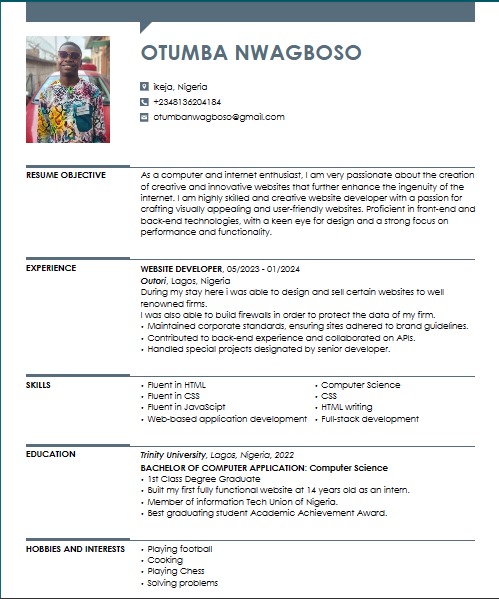 OTUMBA NWAGBOSO
ikeja, Nigeria
+2348136204184
otumbanwagboso@gmail.com
RESUME OBJECTIVE
As a computer and internet enthusiast, I am very passionate about the creation
of creative and innovative websites that further enhance the ingenuity of the
internet. I am highly skilled and creative website developer with a passion for
crafting visually appealing and user-friendly websites. Proficient in front-end and
back-end technologies, with a keen eye for design and a strong focus on
performance and functionality.
EXPERIENCE
WEBSITE DEVELOPER, 05/2023 - 01/2024
Outori, Lagos, Nigeria
During my stay here i was able to design and sell certain websites to well
renowned firms.
I was also able to build firewalls in order to protect the data of my firm.
• Maintained corporate standards, ensuring sites adhered to brand guidelines.
• Contributed to back-end experience and collaborated on APIs.
• Handled special projects designated by senior developer.
SKILLS
• Fluent in HTML
• Fluent in CSS
• Fluent in JavaScipt
• Web-based application development
• Computer Science
• CSS
• HTML writing
• Full-stack development
EDUCATION
Trinity University, Lagos, Nigeria, 2022
BACHELOR OF COMPUTER APPLICATION: Computer Science
• 1st Class Degree Graduate
• Built my first fully functional website at 14 years old as an intern.
• Member of information Tech Union of Nigeria.
• Best graduating student Academic Achievement Award.
HOBBIES AND INTERESTS
• Playing football
• Cooking
• Playing Chess
• Solving problems